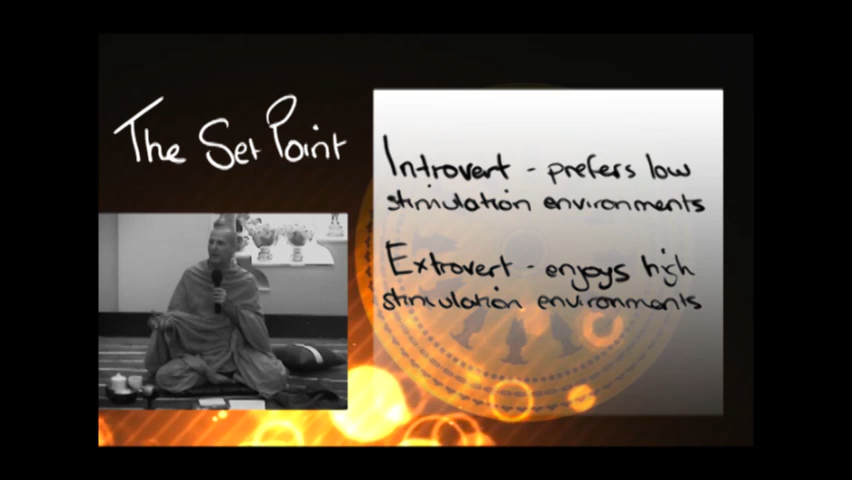 The Set Point
Introvert - prefers low
stimulation environments
Extrovert - enjoys high
stimulation environments